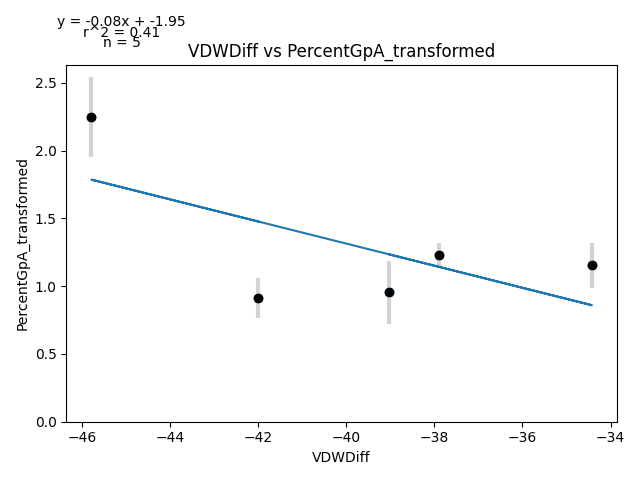 y = -0.08x + -1.95
r^2 = 0.41
n = 5
VDWDiff vs PercentGpA_transformed
PercentGpA_transformed
2.5
2.0
1.5
1.0
0.5
0.0
−46 −44 −42 −40 −38 −36 −34
VDWDiff